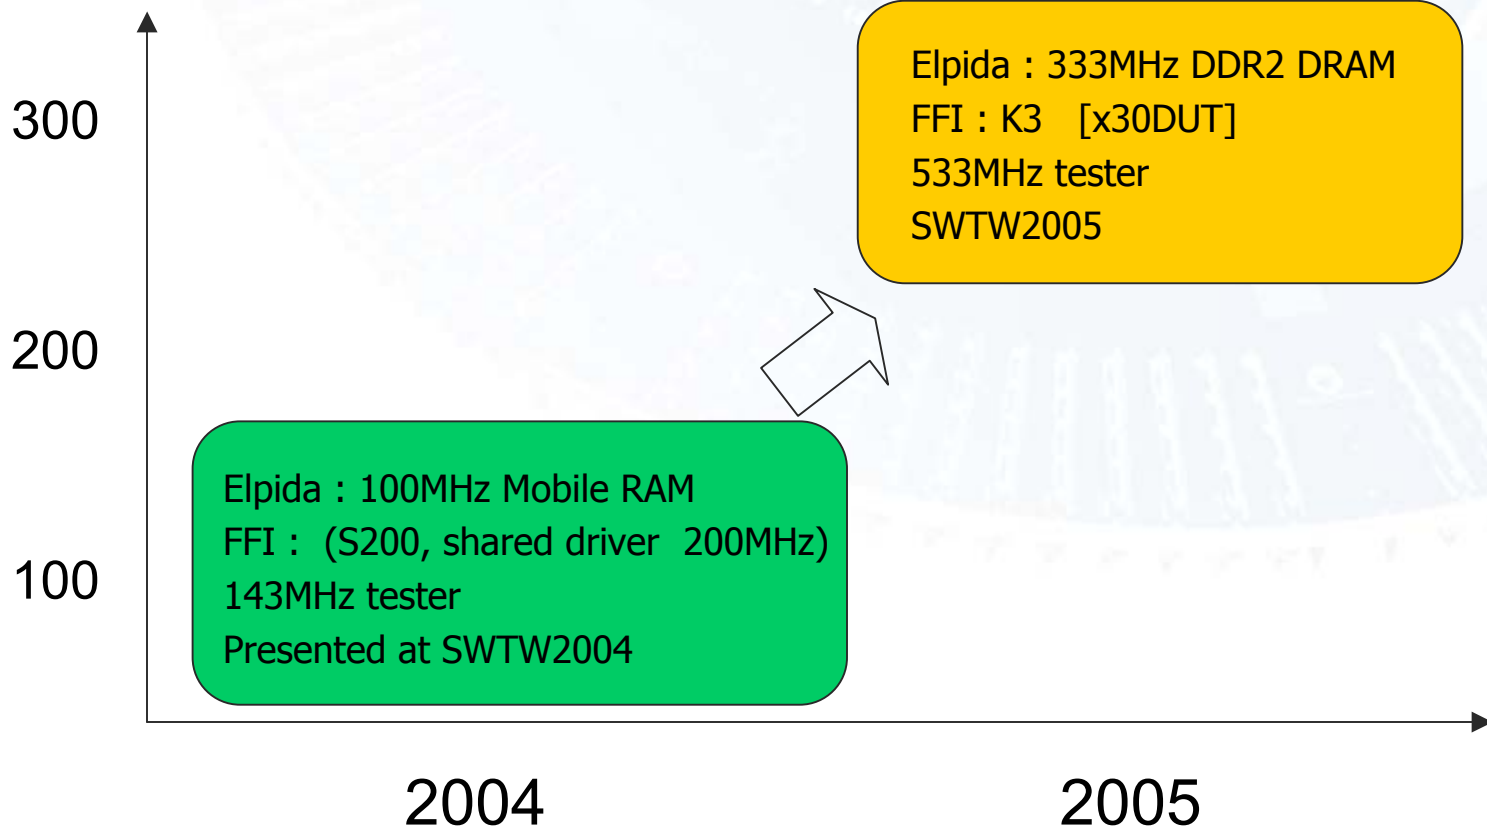 300
200
100
Elpida : 333MHz DDR2 DRAM
FFI : K3 [x30DUT]
533MHz tester
SWTW2005
Elpida : 100MHz Mobile RAM
FFI : (S200, shared driver 200MHz)
143MHz tester
Presented at SWTW2004
2004
2005